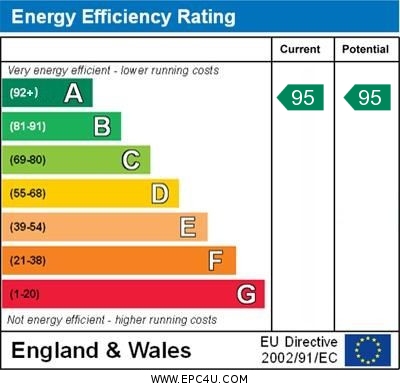 Energy Efficiency Rating
Current Potential
Very energy efficient - lower running costs
(92+) A 95 95
(81-91) B
(69-80) C
(55-68) D
(39-54) E
(21-38) F
(1-20) G
Not energy efficient - higher running costs
England & Wales
EU Directive
2002/91/EC
WWW.EPC4U.COM